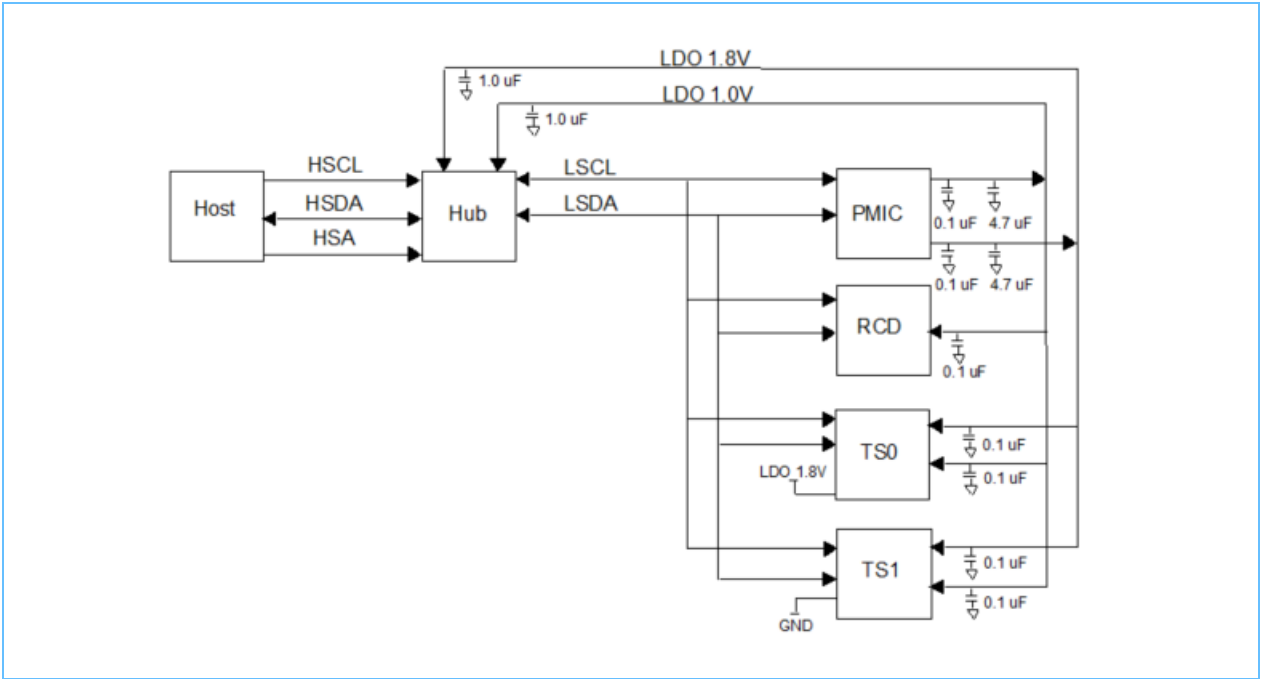 LDO 1.8V
1.0 uF
LDO 1.0V
1.0 uF
HSCL
LSCL
Host
HSDA
Hub
LSDA
PMIC
0.1 uF 4.7 uF
HSA
0.1 uF 4.7 uF
RCD
0.1 uF
TS0
0.1 uF
LDO_1.8V
0.1 uF
TS1
0.1 uF
0.1 uF
GND